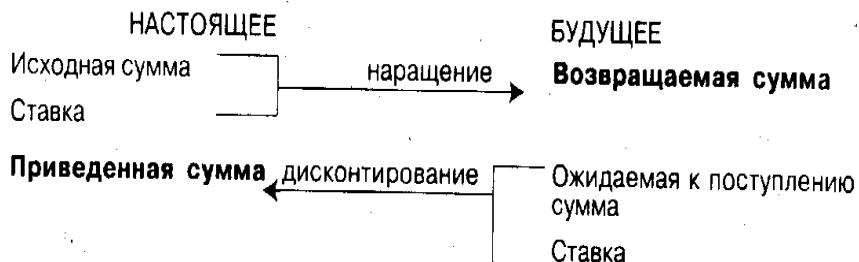 НАСТОЯЩЕЕ
БУДУЩЕЕ
Исходная сумма
наращение
Возвращаемая сумма
Ставка
Приведенная сумма
дисконтирование
Ожидаемая к поступлению
сумма
Ставка